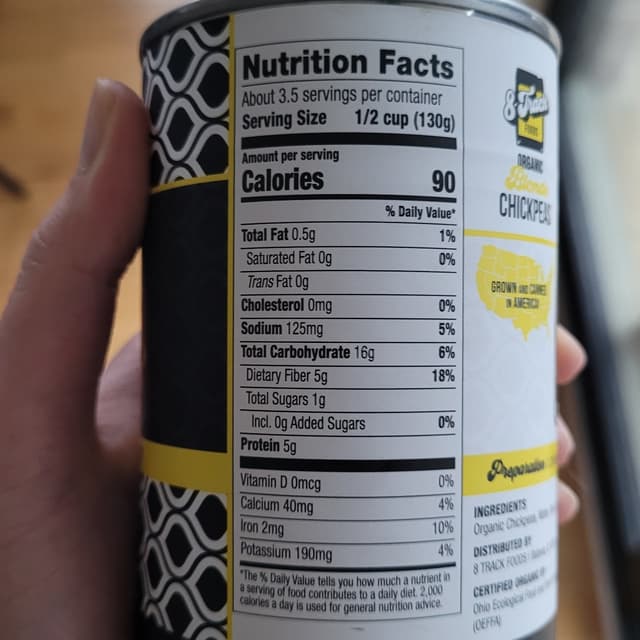 Nutrition Facts
About 3.5 servings per container
Serving Size 1/2 cup (130g)
Amount per serving
Calories 90
% Daily Value*
Total Fat 0.5g 1%
Saturated Fat 0g 0%
Trans Fat 0g
Cholesterol 0mg 0%
Sodium 125mg 5%
Total Carbohydrate 16g 6%
Dietary Fiber 5g 18%
Total Sugars 1g
Incl. 0g Added Sugars 0%
Protein 5g
Vitamin D 0mcg 0%
Calcium 40mg 4%
Iron 2mg 10%
Potassium 190mg 4%
*The % Daily Value tells you how much a nutrient in
a serving of food contributes to a daily diet. 2,000
calories a day is used for general nutrition advice.
8-Track
FOODS
ORGANIC
CHICKPEAS
GROWN AND CANNED
IN AMERICA
Preparation
INGREDIENTS
Organic Chickpeas,
DISTRIBUTED BY
8 TRACK FOODS
CERTIFIED ORGANIC BY
Ohio Ecological Food and
(OEFFA)